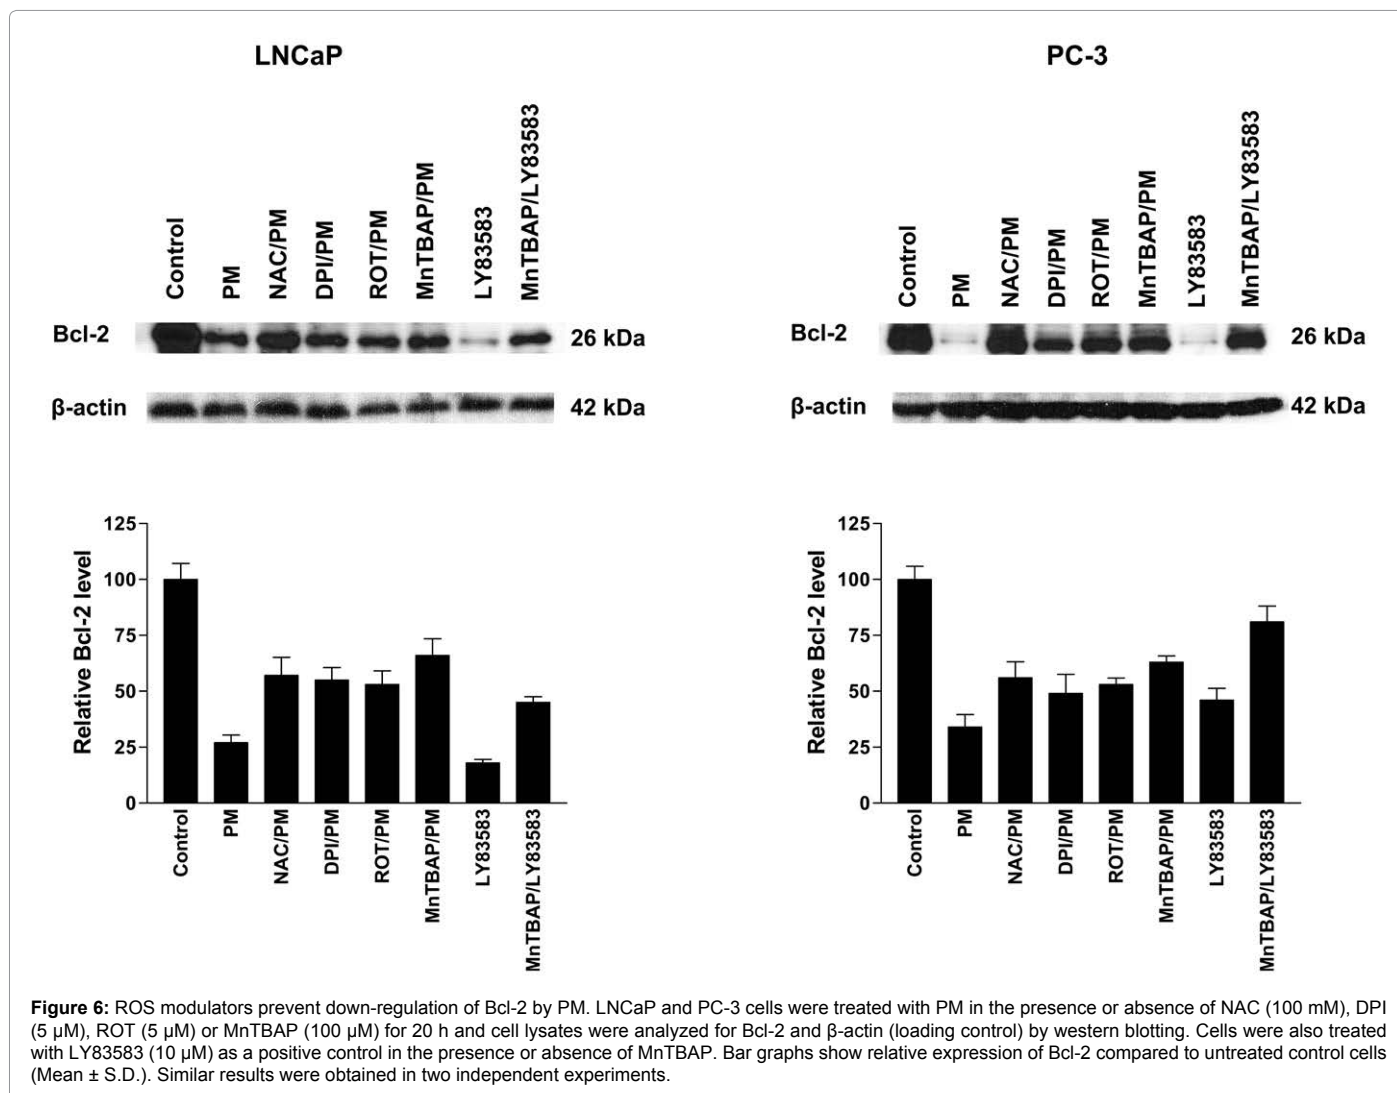 LNCaP
Control
PM
NAC/PM
DPI/PM
ROT/PM
MnTBAP/PM
LY83583
MnTBAP/LY83583
Bcl-2
26 kDa
β-actin
42 kDa
Relative Bcl-2 level
125
100
75
50
25
0
Control
PM
NAC/PM
DPI/PM
ROT/PM
MnTBAP/PM
LY83583
MnTBAP/LY83583
PC-3
Control
PM
NAC/PM
DPI/PM
ROT/PM
MnTBAP/PM
LY83583
MnTBAP/LY83583
Bcl-2
26 kDa
β-actin
42 kDa
Relative Bcl-2 level
125
100
75
50
25
0
Control
PM
NAC/PM
DPI/PM
ROT/PM
MnTBAP/PM
LY83583
MnTBAP/LY83583
Figure 6: ROS modulators prevent down-regulation of Bcl-2 by PM. LNCaP and PC-3 cells were treated with PM in the presence or absence of NAC (100 mM), DPI
(5 µM), ROT (5 µM) or MnTBAP (100 µM) for 20 h and cell lysates were analyzed for Bcl-2 and β-actin (loading control) by western blotting. Cells were also treated
with LY83583 (10 µM) as a positive control in the presence or absence of MnTBAP. Bar graphs show relative expression of Bcl-2 compared to untreated control cells
(Mean ± S.D.). Similar results were obtained in two independent experiments.